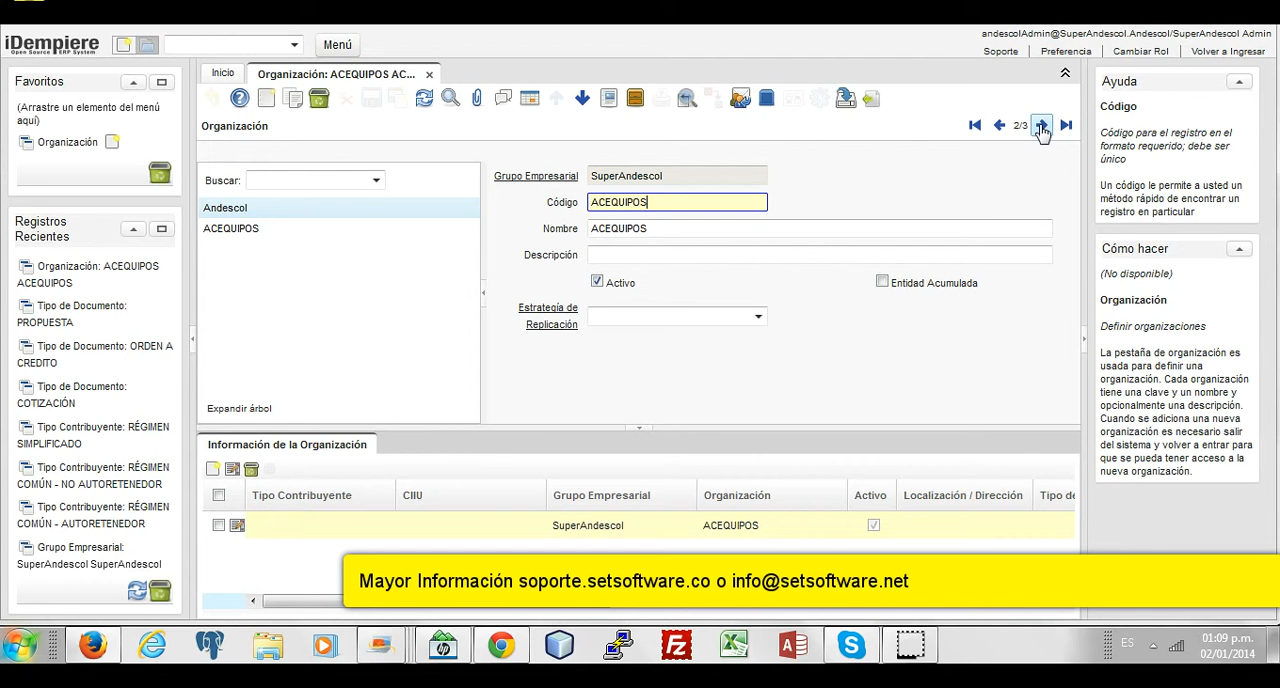 iDempiere
Open Source ERP System
Menú
andescolAdmin@SuperAndescol.Andescol/SuperAndescol Admin
Soporte
Preferencia
Cambiar Rol
Volver a Ingresar
Favoritos
(Arrastre un elemento del menú
aquí)
Organización
Registros
Recientes
Organización: ACEQUIPOS
ACEQUIPOS
Tipo de Documento:
PROPUESTA
Tipo de Documento: ORDEN A
CREDITO
Tipo de Documento:
COTIZACIÓN
Tipo Contribuyente: RÉGIMEN
SIMPLIFICADO
Tipo Contribuyente: RÉGIMEN
COMÚN - NO AUTORETENEDOR
Tipo Contribuyente: RÉGIMEN
COMÚN - AUTORETENEDOR
Grupo Empresarial:
SuperAndescol SuperAndescol
Inicio
Organización: ACEQUIPOS AC...
Organización
2/3
Buscar:
Andescol
ACEQUIPOS
Expandir árbol
Grupo Empresarial SuperAndescol
Código ACEQUIPOS
Nombre ACEQUIPOS
Descripción
Activo
Entidad Acumulada
Estrategía de
Replicación
Información de la Organización
Tipo Contribuyente CIIU Grupo Empresarial Organización Activo Localización / Dirección Tipo de
SuperAndescol ACEQUIPOS
Ayuda
Código
Código para el registro en el
formato requerido; debe ser
único
Un código le permite a usted un
método rápido de encontrar un
registro en particular
Cómo hacer
(No disponible)
Organización
Definir organizaciones
La pestaña de organización es
usada para definir una
organización. Cada organización
tiene una clave y un nombre y
opcionalmente una descripción.
Cuando se adiciona una nueva
organización es necesario salir
del sistema y volver a entrar para
que se pueda tener acceso a la
nueva organización.
Mayor Información soporte.setsoftware.co o info@setsoftware.net
ES
01:09 p.m.
02/01/2014